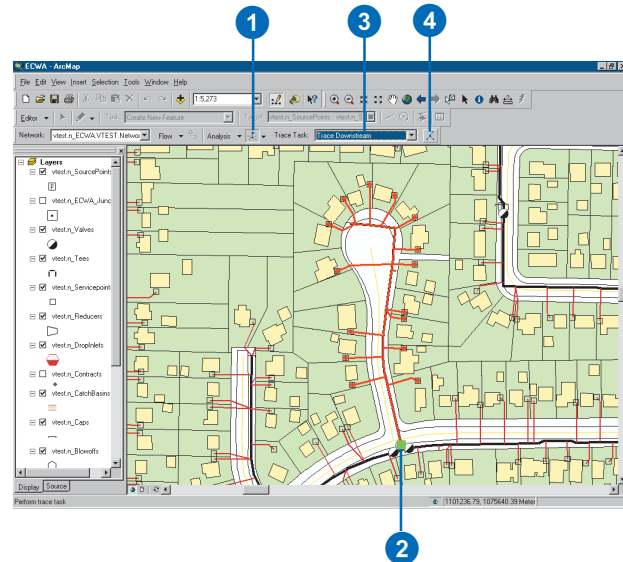 1
3
4
ECWA - ArcMap
File Edit View Insert Selection Tools Window Help
1:5,273
Editor Task: Create New Feature Target: vtest.n_SourcePoints : vtest.n_S
Network: vtest.n_ECWA.VTEST.Networ Flow Analysis Trace Task: Trace Downstream
Layers
vtest.n_SourcePoints
P
vtest.n_ECWA_Junc
vtest.n_Valves
vtest.n_Tees
vtest.n_Servicepoint
vtest.n_Reducers
vtest.n_DropInlets
vtest.n_Contracts
vtest.n_CatchBasins
vtest.n_Caps
vtest.n_Blowoffs
Display Source
Perform trace task
1101236.79, 1075640.39 Meter
2